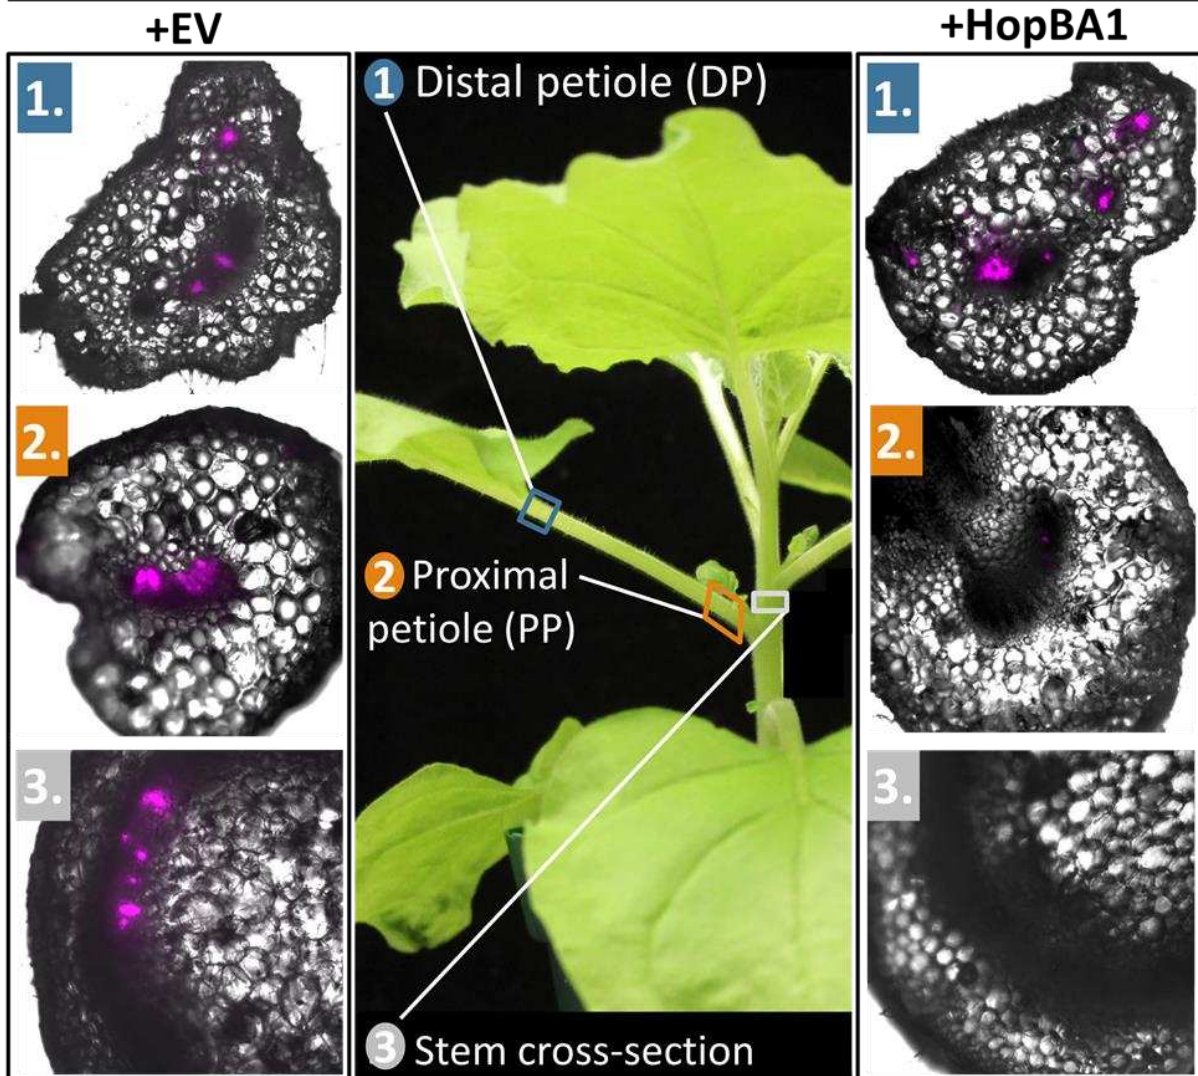 +EV
+HopBA1
1.
2.
3.
1 Distal petiole (DP)
2 Proximal
petiole (PP)
3 Stem cross-section
1.
2.
3.